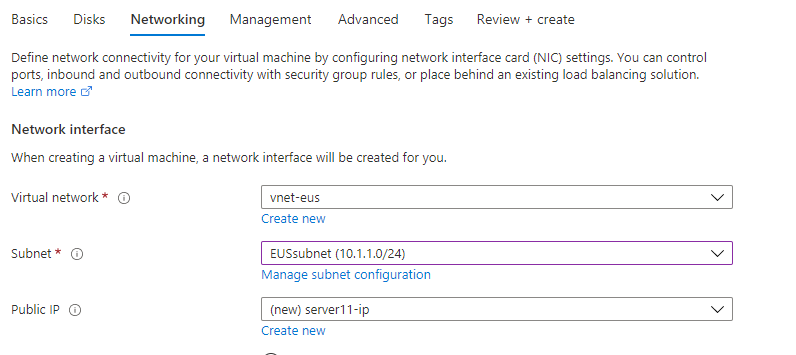 Basics Disks Networking Management Advanced Tags Review + create
Define network connectivity for your virtual machine by configuring network interface card (NIC) settings. You can control
ports, inbound and outbound connectivity with security group rules, or place behind an existing load balancing solution.
Learn more
Network interface
When creating a virtual machine, a network interface will be created for you.
Virtual network * vnet-eus
Create new
Subnet * EUSsubnet (10.1.1.0/24)
Manage subnet configuration
Public IP (new) server11-ip
Create new